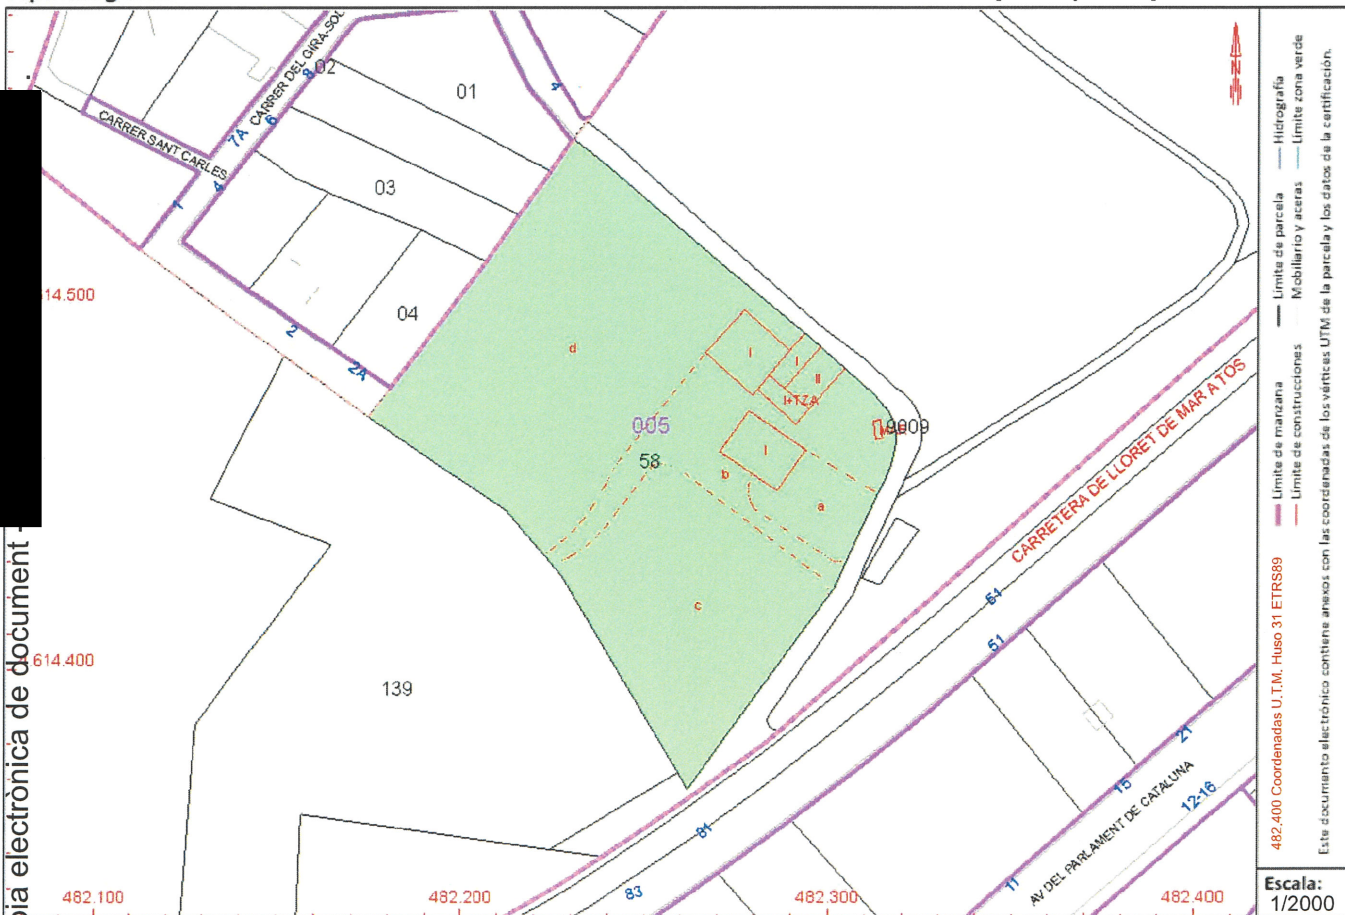 CARRER DEL GIRA-SOL
02
8
01
4
7A
6
CARRER SANT CARLES
4
1
03
04
2
2A
d
005
58
I
I
II
I+TZA
I
b
a
c
9009
139
CARRETERA DE LLORET DE MAR A TOS
61
51
81
83
21
15
12-16
11
AV DEL PARLAMENT DE CATALUNA
614.400
482.100
482.200
482.300
482.400
N
Hidrografía
Límite zona verde
Límite de parcela
Mobiliario y aceras
Límite de manzana
Límite de construcciones
482,400 Coordenadas U.T.M. Huso 31 ETRS89
Este documento electrónico contiene anexos con las coordenadas de los vértices UTM de la parcela y los datos de la certificación.
Escala:
1/2000
electrònica de document -